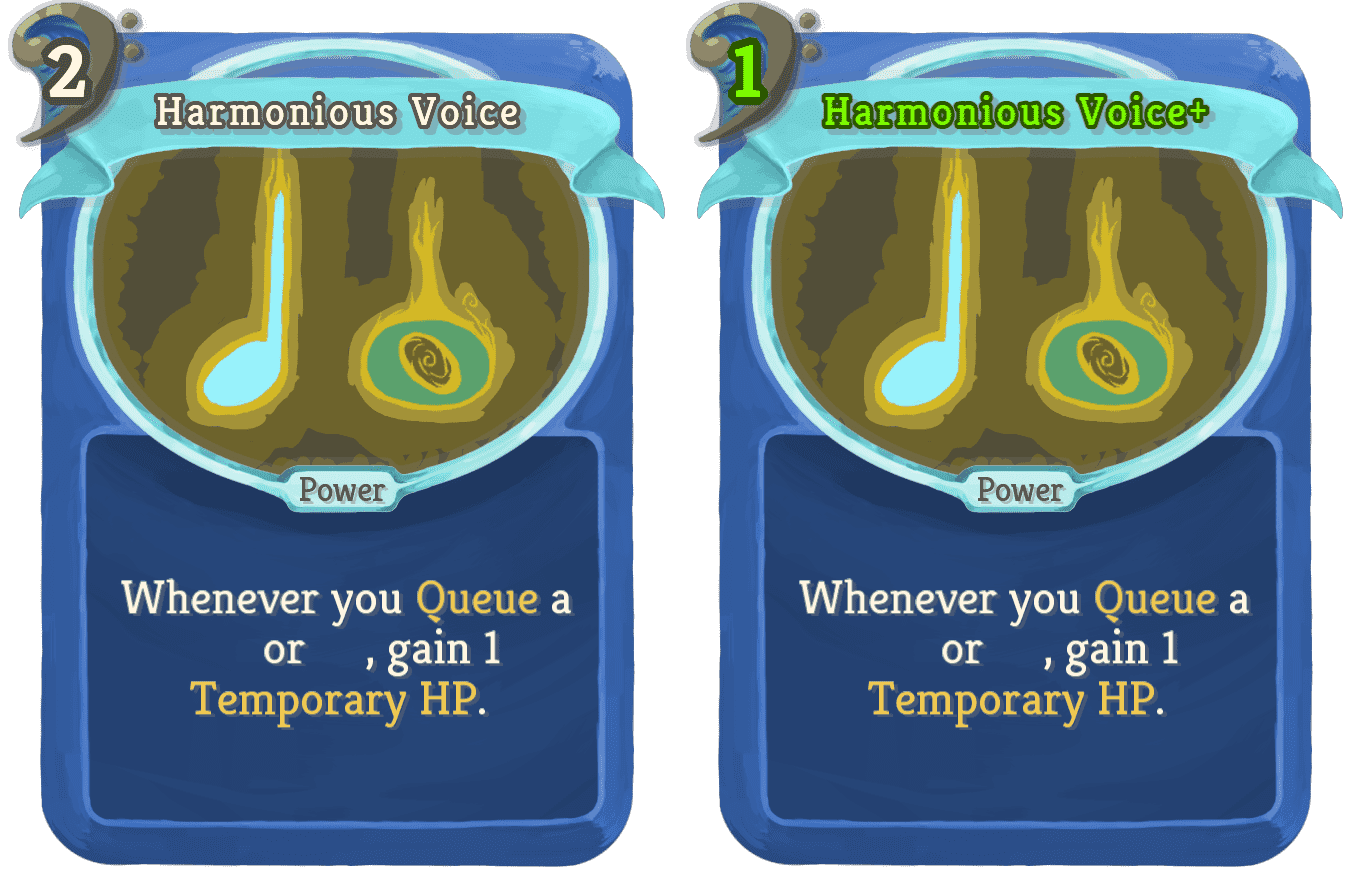 2
Harmonious Voice
Power
Whenever you Queue a
or , gain 1
Temporary HP.
1
Harmonious Voice+
Power
Whenever you Queue a
or , gain 1
Temporary HP.